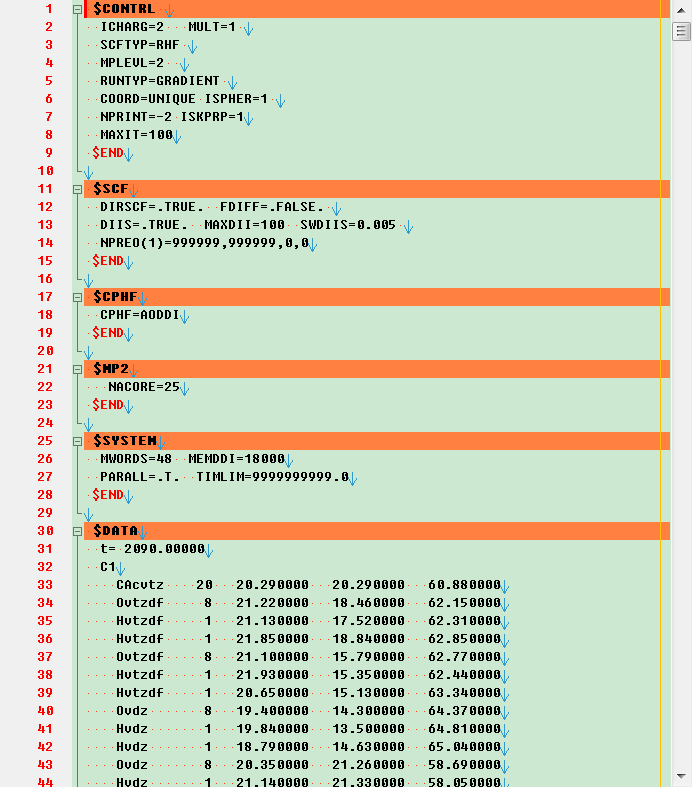 1 $CONTRL
2 ICHARG=2 MULT=1
3 SCFTYP=RHF
4 MPLEVL=2
5 RUNTYP=GRADIENT
6 COORD=UNIQUE ISPHER=1
7 NPRINT=-2 ISKPRP=1
8 MAXIT=100
9 $END
10
11 $SCF
12 DIRSCF=.TRUE. FDIFF=.FALSE.
13 DIIS=.TRUE. MAXDII=100 SWDIIS=0.005
14 NPREO(1)=999999,999999,0,0
15 $END
16
17 $CPHF
18 CPHF=AODDI
19 $END
20
21 $MP2
22 NACORE=25
23 $END
24
25 $SYSTEM
26 MWORDS=48 MEMDDI=18000
27 PARALL=.T. TIMLIM=9999999999.0
28 $END
29
30 $DATA
31 t= 2090.00000
32 C1
33 CAcvtz 20 20.290000 20.290000 60.880000
34 Ovtzdf 8 21.220000 18.460000 62.150000
35 Hvtzdf 1 21.130000 17.520000 62.310000
36 Hvtzdf 1 21.850000 18.840000 62.850000
37 Ovtzdf 8 21.100000 15.790000 62.770000
38 Hvtzdf 1 21.930000 15.350000 62.440000
39 Hvtzdf 1 20.650000 15.130000 63.340000
40 Ovdz 8 19.400000 14.300000 64.370000
41 Hvdz 1 19.840000 13.500000 64.810000
42 Hvdz 1 18.790000 14.630000 65.040000
43 Ovdz 8 20.350000 21.260000 58.690000
44 Hvdz 1 21.140000 21.330000 58.050000